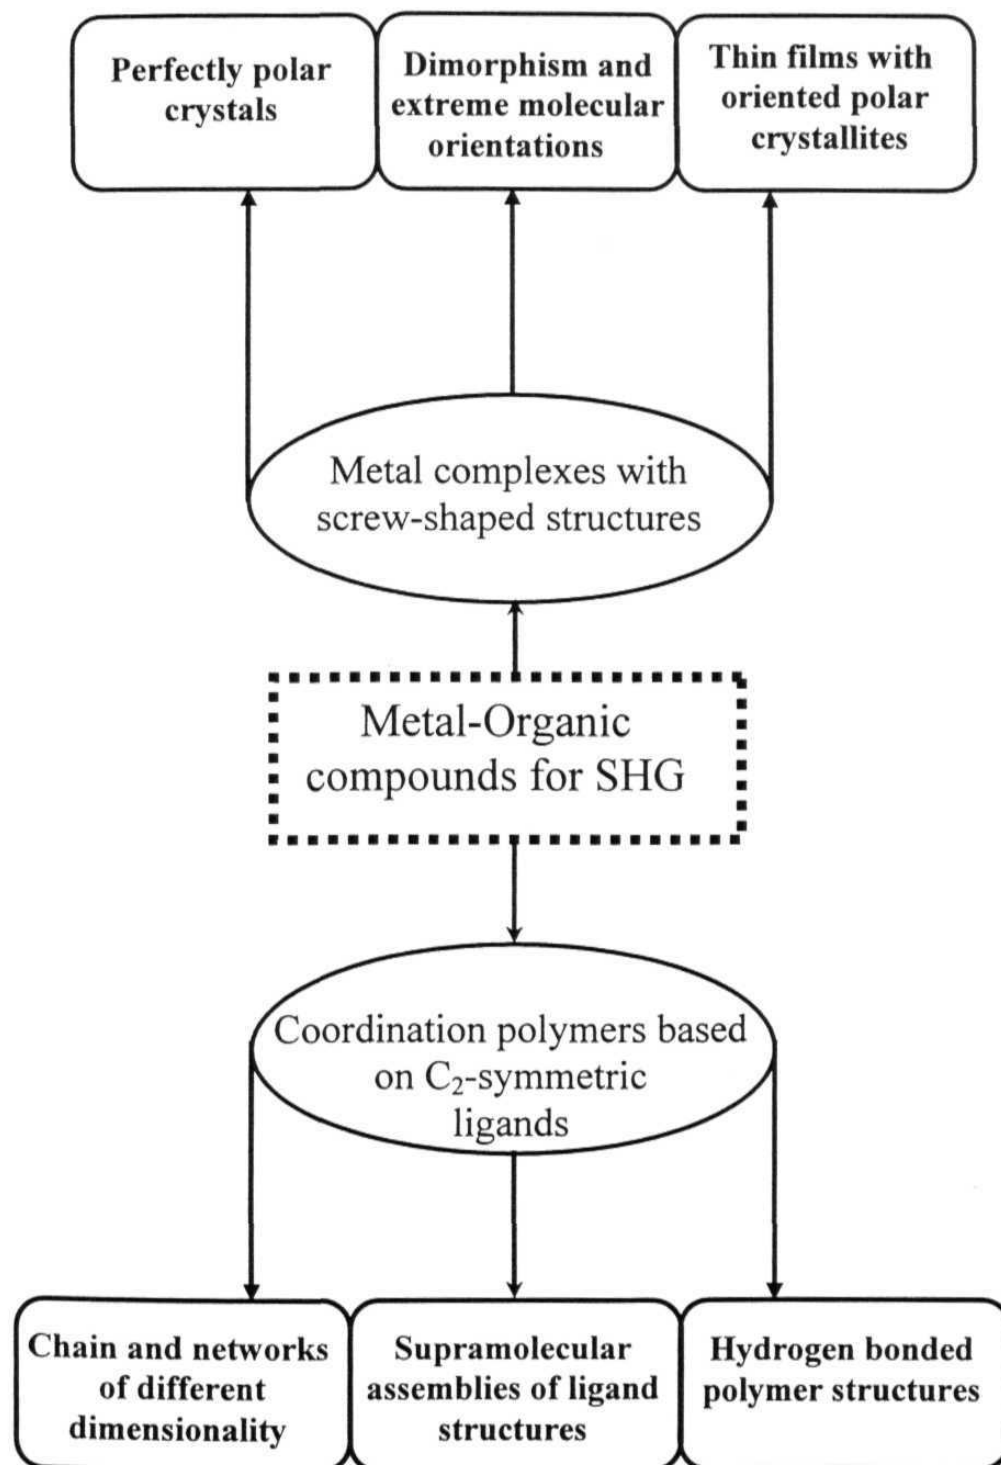 Perfectly polar
crystals
Dimorphism and
extreme molecular
orientations
Thin films with
oriented polar
crystallites
Metal complexes with
screw-shaped structures
Metal-Organic
compounds for SHG
Coordination polymers based
on C₂-symmetric
ligands
Chain and networks
of different
dimensionality
Supramolecular
assemblies of ligand
structures
Hydrogen bonded
polymer structures